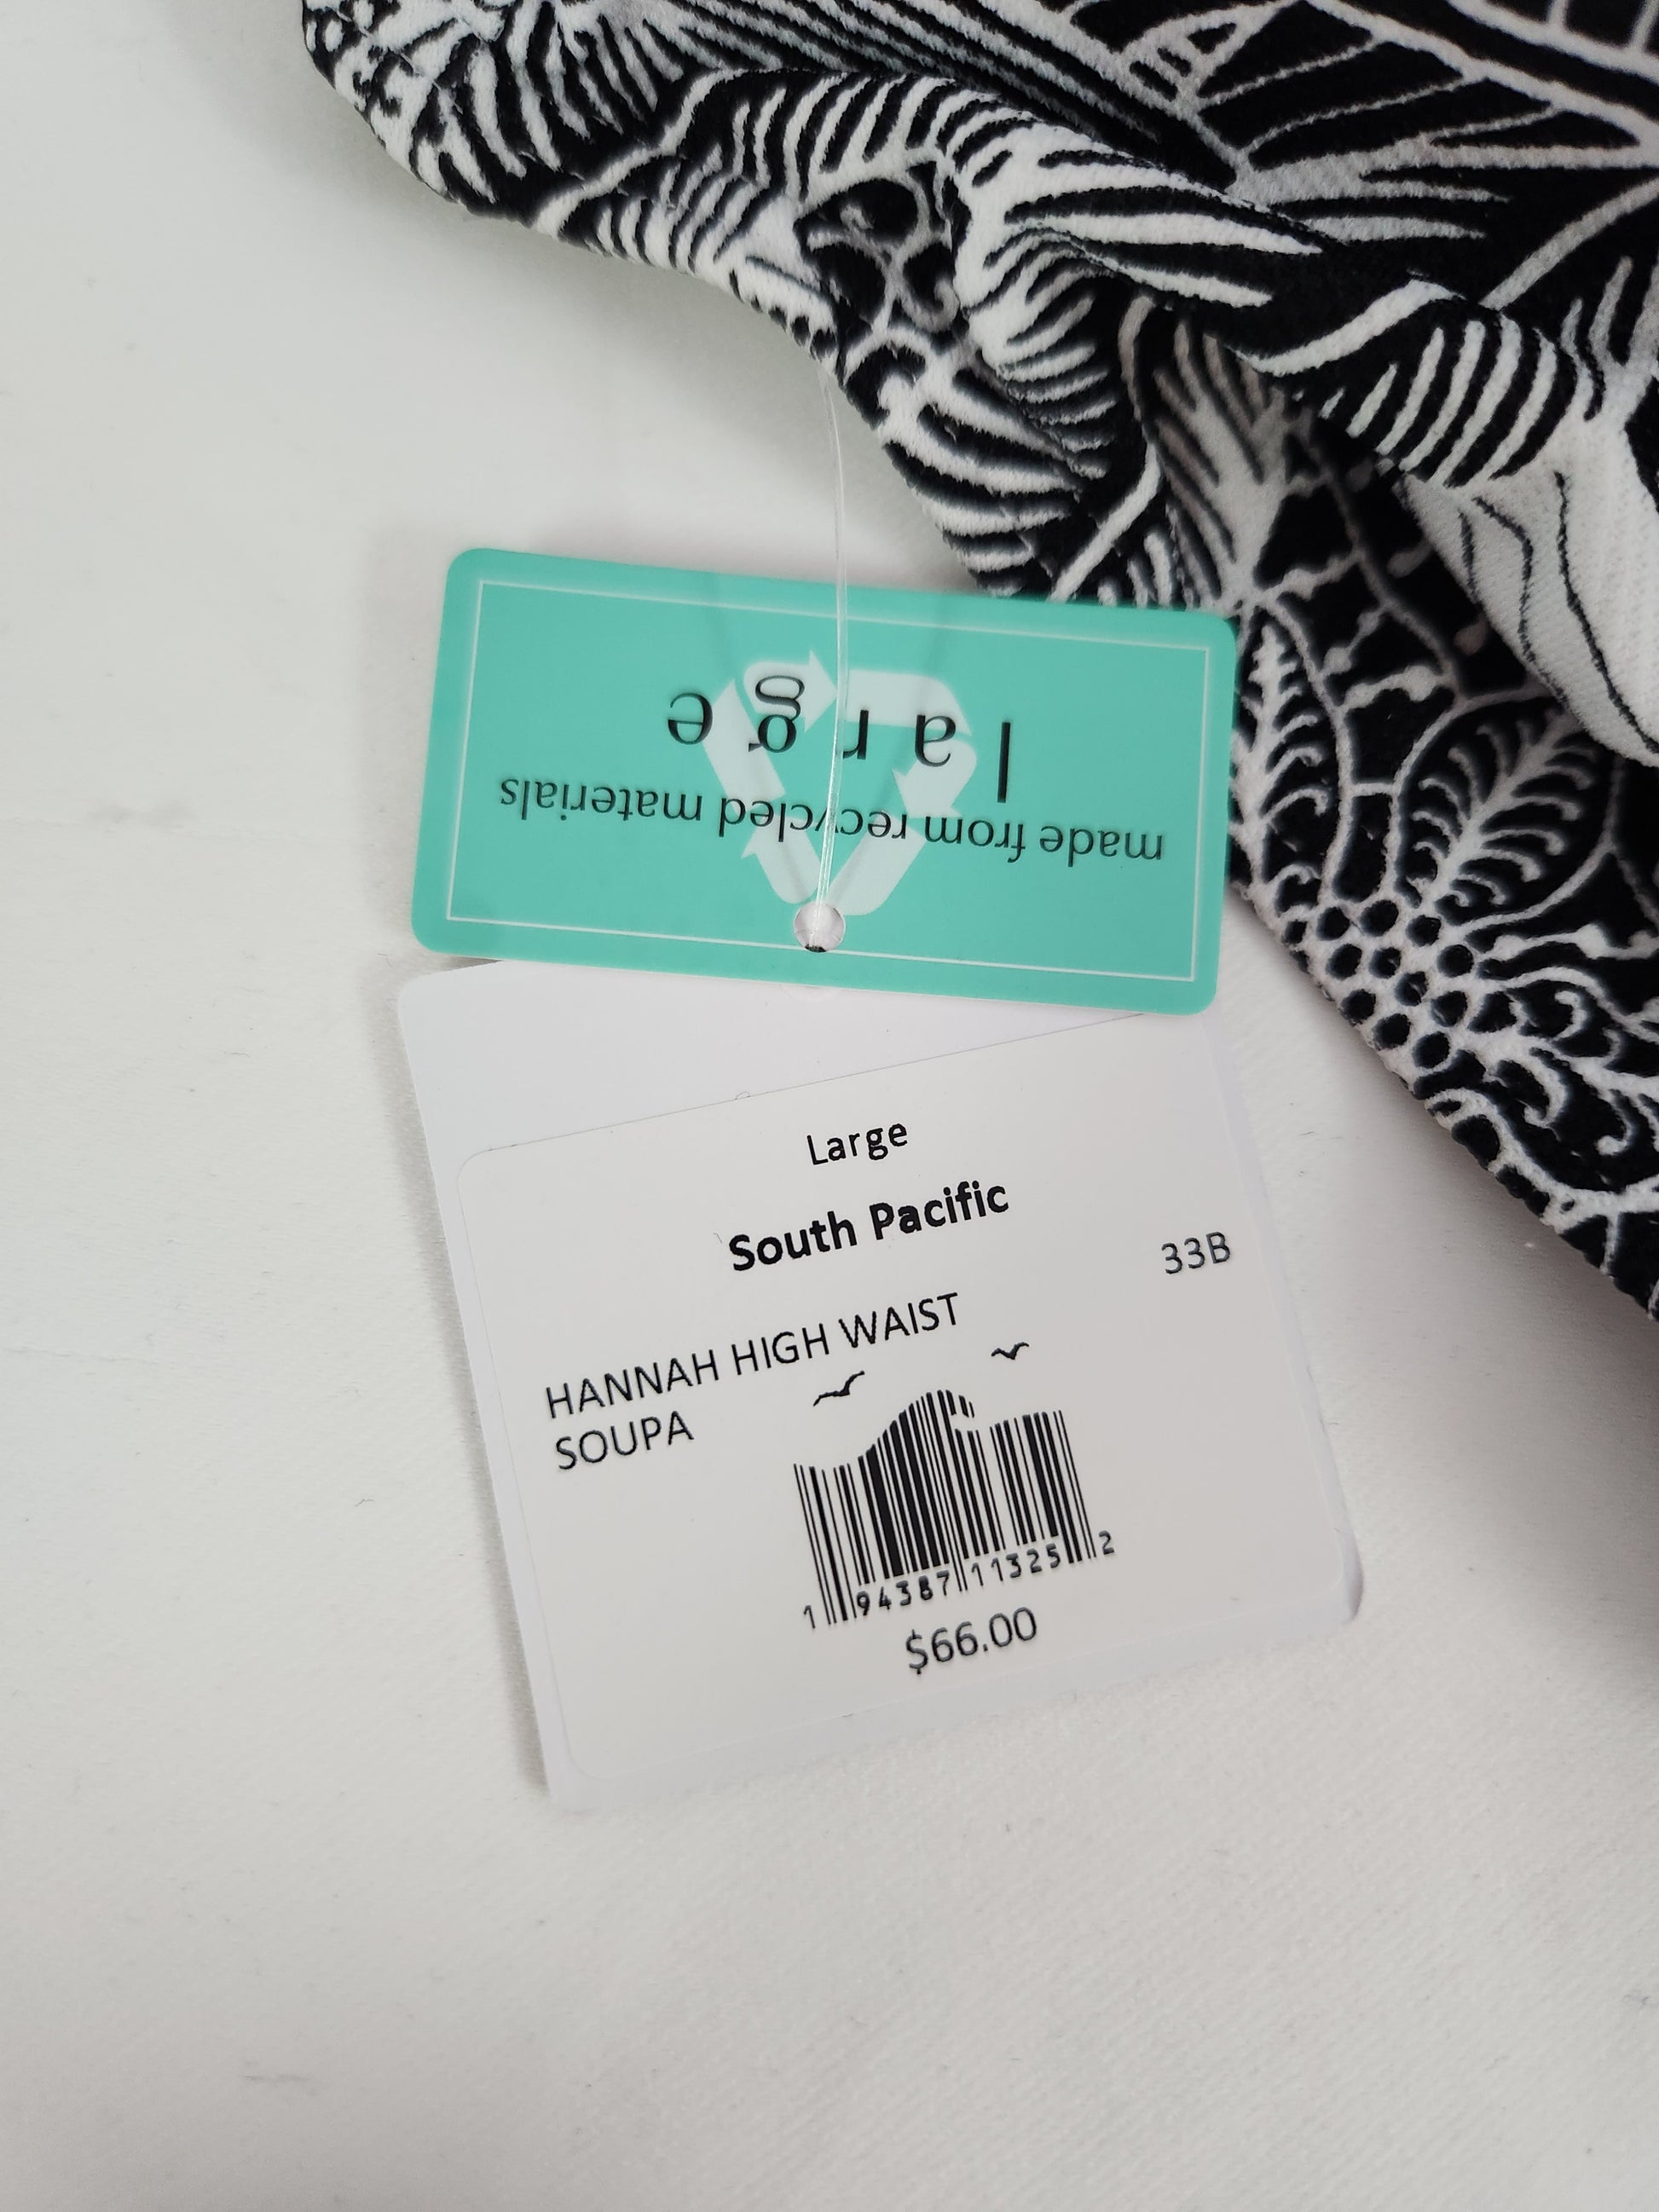 made from recycled materials
large
Large
South Pacific
33B
HANNAH HIGH WAIST
SOUPA
1 94387 11325 2
$66.00